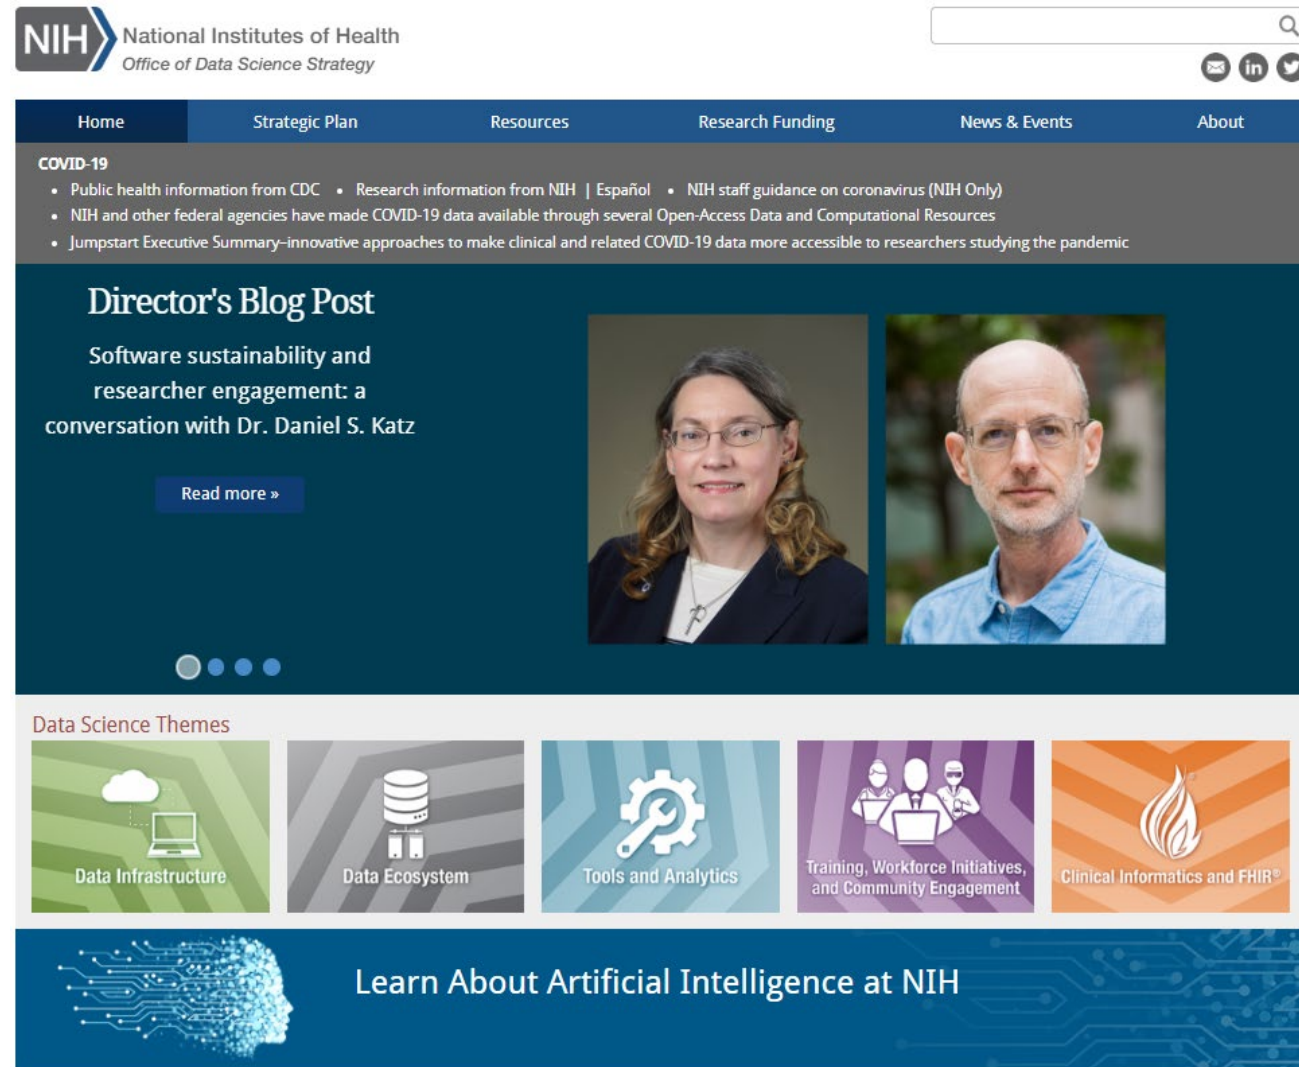 NIH
National Institutes of Health
Office of Data Science Strategy
Home Strategic Plan Resources Research Funding News & Events About
COVID-19
• Public health information from CDC • Research information from NIH | Español • NIH staff guidance on coronavirus (NIH Only)
• NIH and other federal agencies have made COVID-19 data available through several Open-Access Data and Computational Resources
• Jumpstart Executive Summary–innovative approaches to make clinical and related COVID-19 data more accessible to researchers studying the pandemic
Director's Blog Post
Software sustainability and
researcher engagement: a
conversation with Dr. Daniel S. Katz
Read more »
Data Science Themes
Data Infrastructure
Data Ecosystem
Tools and Analytics
Training, Workforce Initiatives,
and Community Engagement
Clinical Informatics and FHIR®
Learn About Artificial Intelligence at NIH